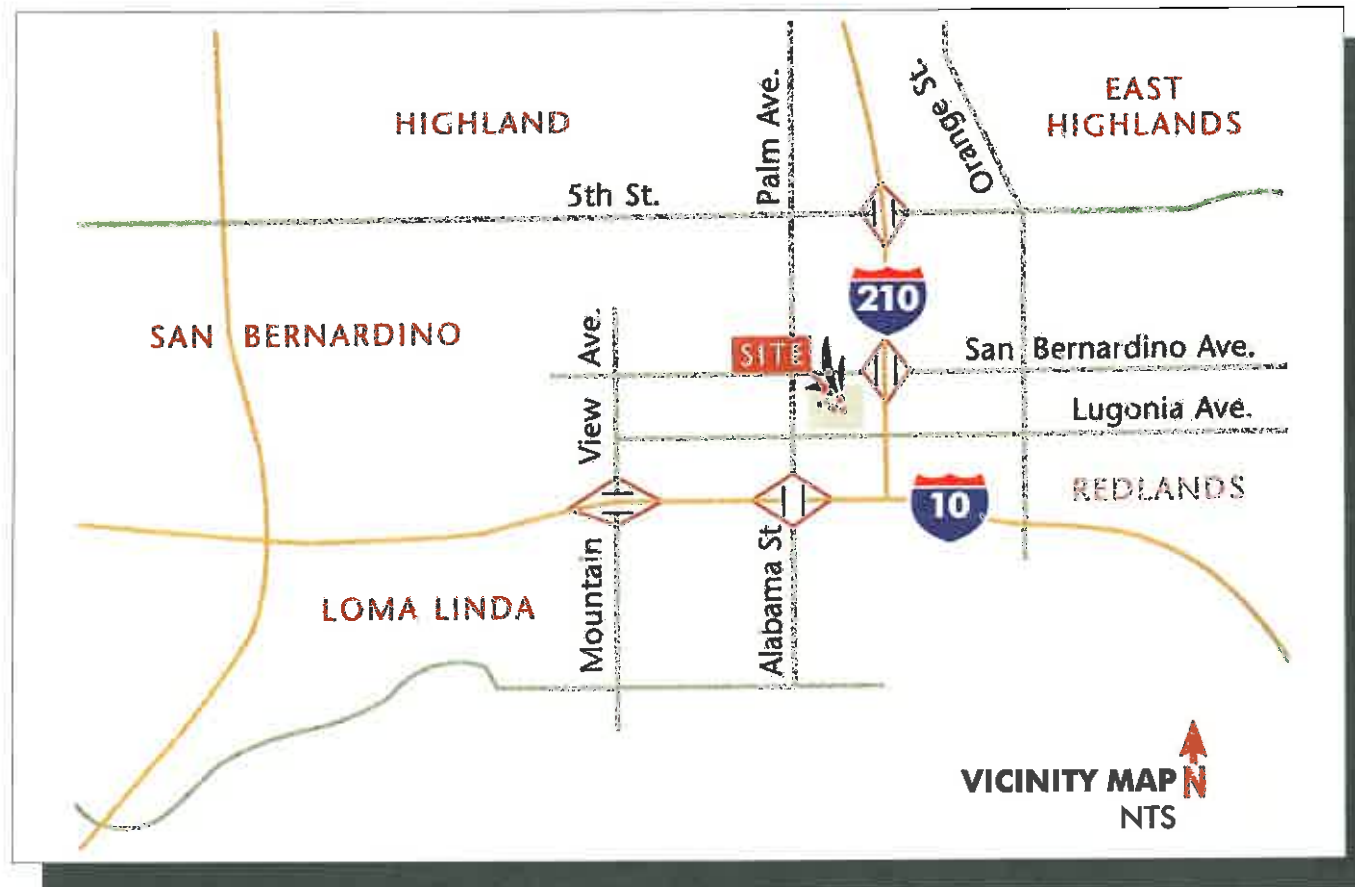 HIGHLAND
Palm Ave.
Orange St.
EAST
HIGHLANDS
5th St.
210
SAN BERNARDINO
Mountain View Ave.
SITE
San Bernardino Ave.
Lugonia Ave.
10
REDLANDS
LOMA LINDA
Alabama St
VICINITY MAP N
NTS